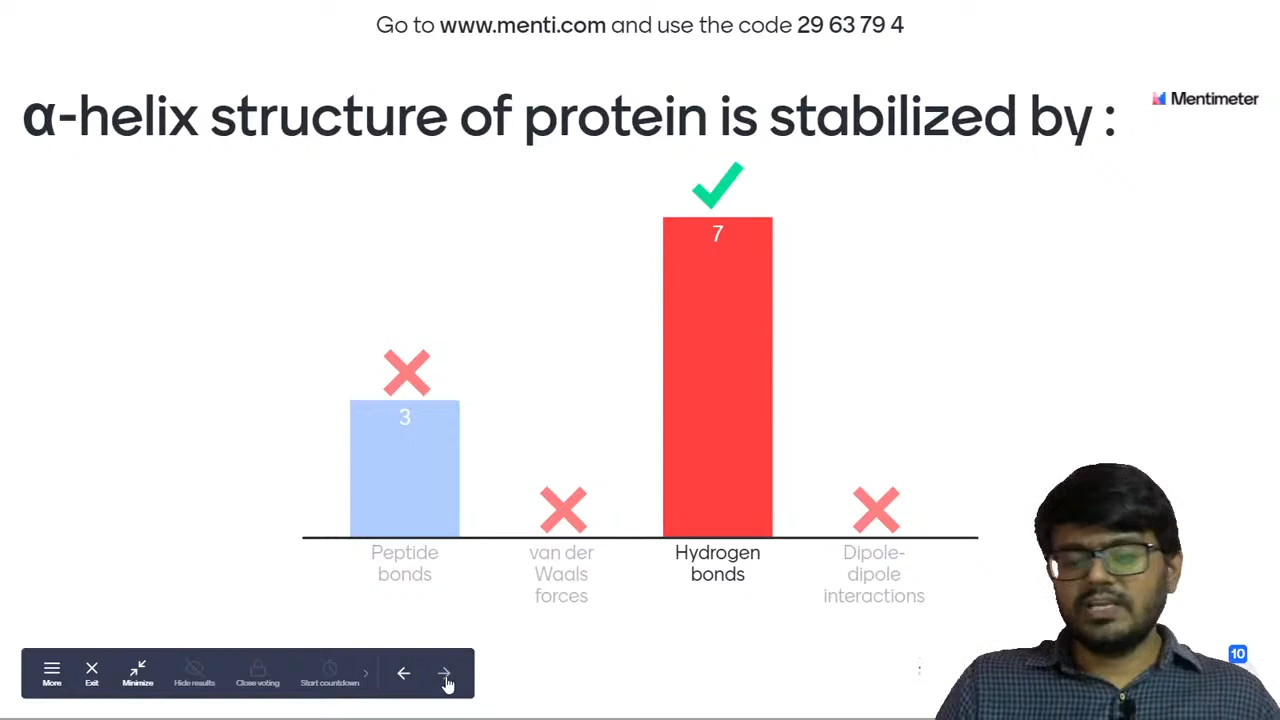 Go to www.menti.com and use the code 29 63 79 4
α-helix structure of protein is stabilized by :
Mentimeter
7
3
Peptide
bonds
van der
Waals
forces
Hydrogen
bonds
Dipole-
dipole
interactions
More
Exit
Minimize
Hide results
Close voting
Start countdown
10